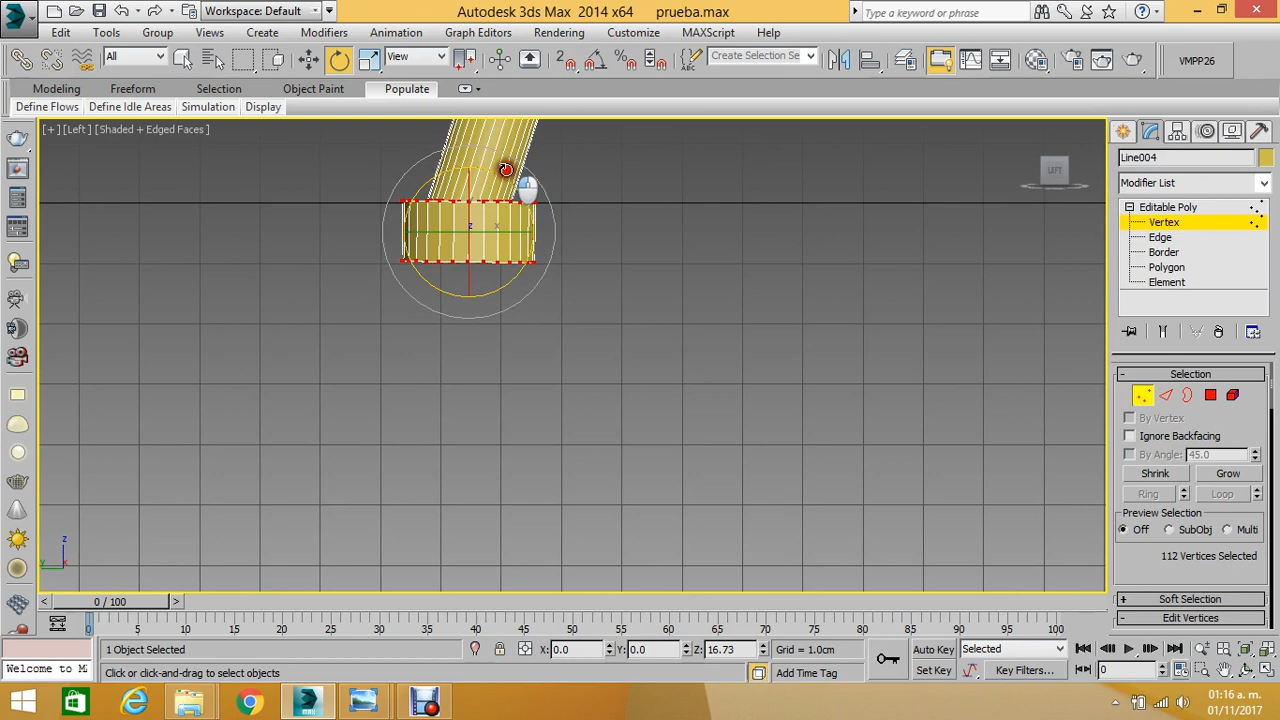 Workspace: Default
Autodesk 3ds Max 2014 x64 prueba.max
Type a keyword or phrase
Edit Tools Group Views Create Modifiers Animation Graph Editors Rendering Customize MAXScript Help
All
View
Create Selection Se
VMPP26
Modeling Freeform Selection Object Paint Populate
Define Flows Define Idle Areas Simulation Display
[+] [Left] [Shaded + Edged Faces]
LEFT
z x
z
y x
Line004
Modifier List
Editable Poly
Vertex
Edge
Border
Polygon
Element
Selection
By Vertex
Ignore Backfacing
By Angle: 45.0
Shrink Grow
Ring Loop
Preview Selection
Off SubObj Multi
112 Vertices Selected
Soft Selection
Edit Vertices
0 / 100
0 5 10 15 20 25 30 35 40 45 50 55 60 65 70 75 80 85 90 95 100
1 Object Selected X: 0.0 Y: 0.0 Z: 16.73 Grid = 1.0cm Auto Key Selected
Welcome to M Click or click-and-drag to select objects Add Time Tag Set Key Key Filters... 0
01:16 a. m.
01/11/2017